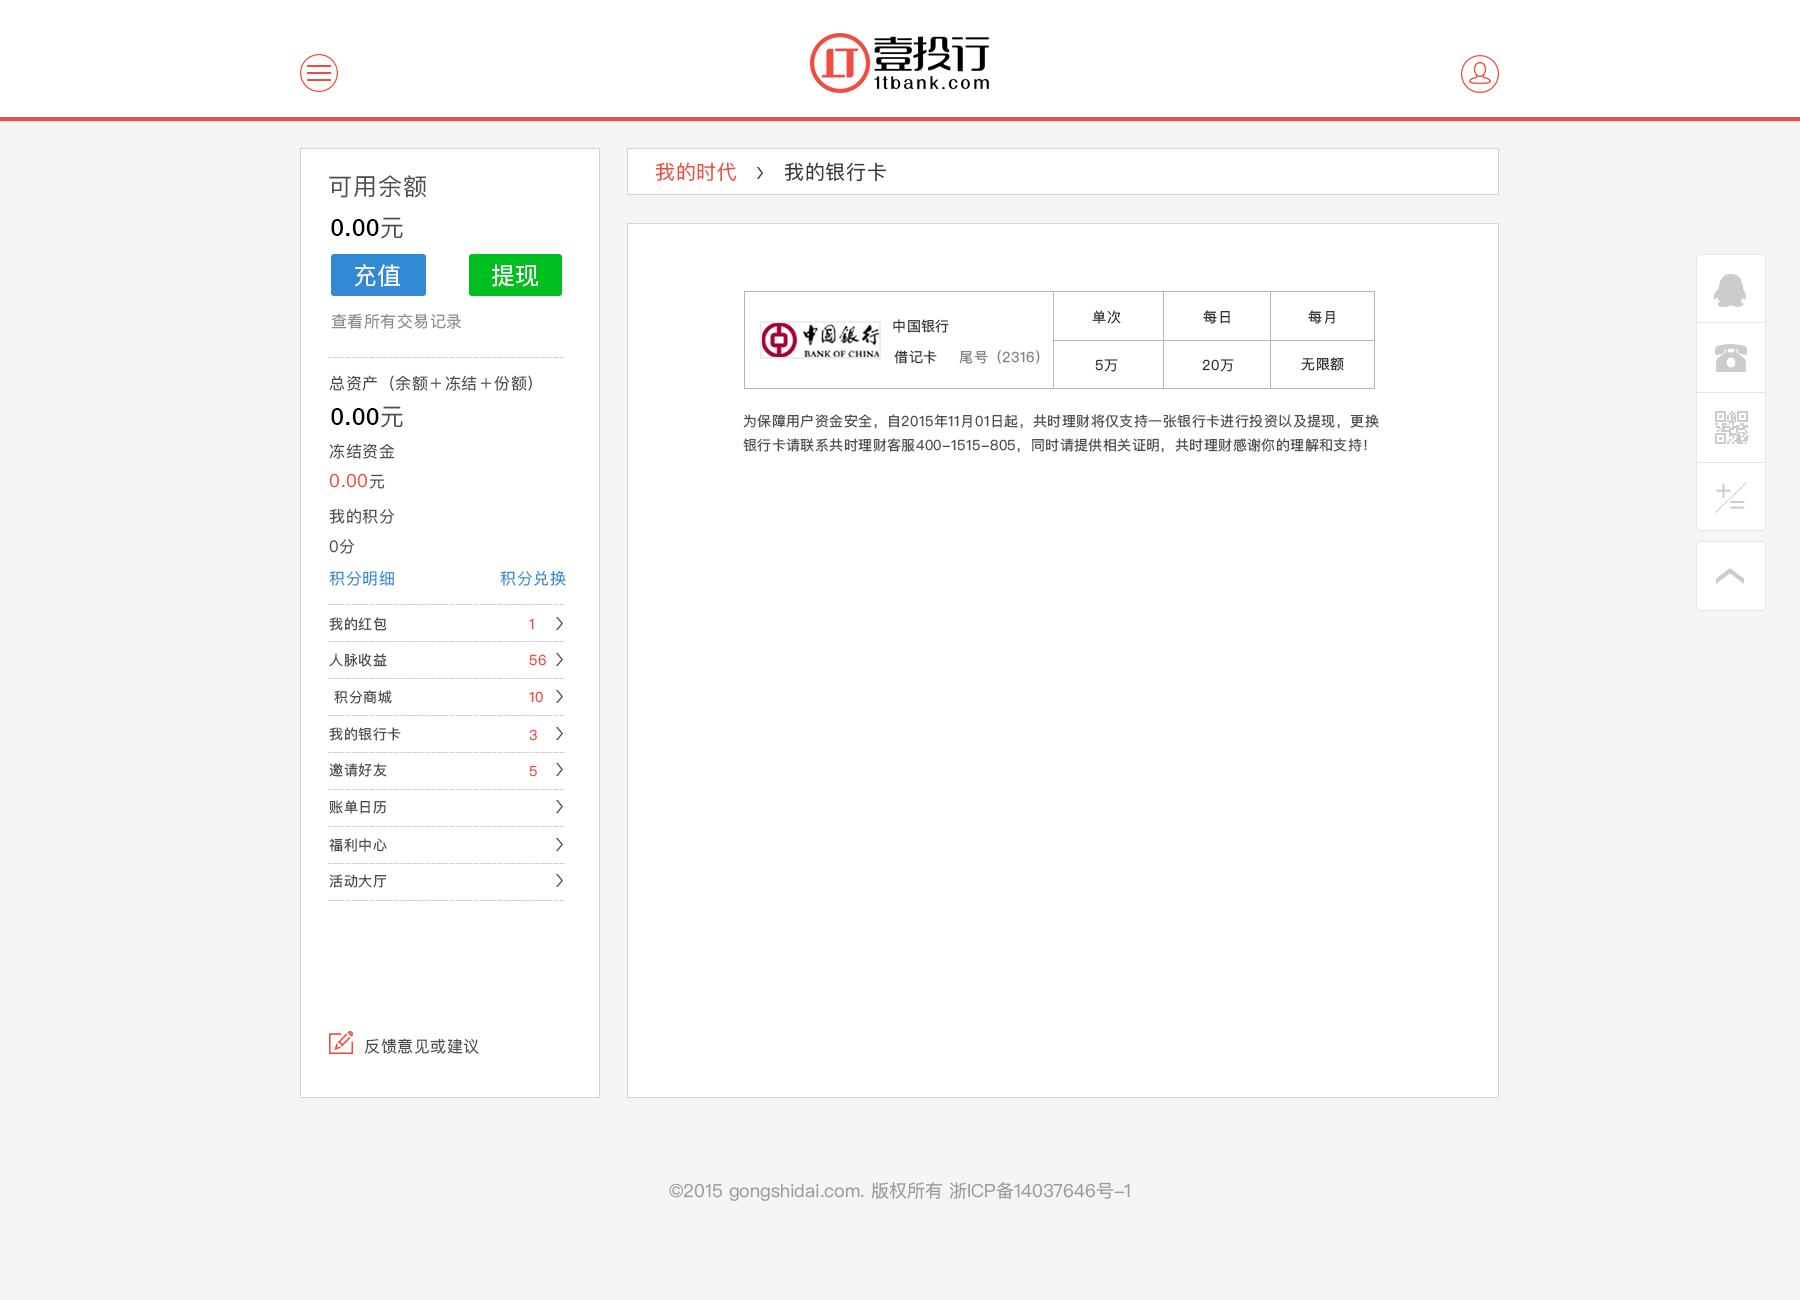 壹投行
1tbank.com
可用余额
0.00元
充值 提现
查看所有交易记录
总资产（余额+冻结+份额）
0.00元
冻结资金
0.00元
我的积分
0分
积分明细 积分兑换
我的红包 1
人脉收益 56
积分商城 10
我的银行卡 3
邀请好友 5
账单日历
福利中心
活动大厅
反馈意见或建议
我的时代 > 我的银行卡
中国银行
BANK OF CHINA
中国银行
借记卡 尾号（2316）
单次 每日 每月
5万 20万 无限额
为保障用户资金安全，自2015年11月01日起，共时理财将仅支持一张银行卡进行投资以及提现，更换
银行卡请联系共时理财客服400-1515-805，同时请提供相关证明，共时理财感谢你的理解和支持！
©2015 gongshidai.com. 版权所有 浙ICP备14037646号-1